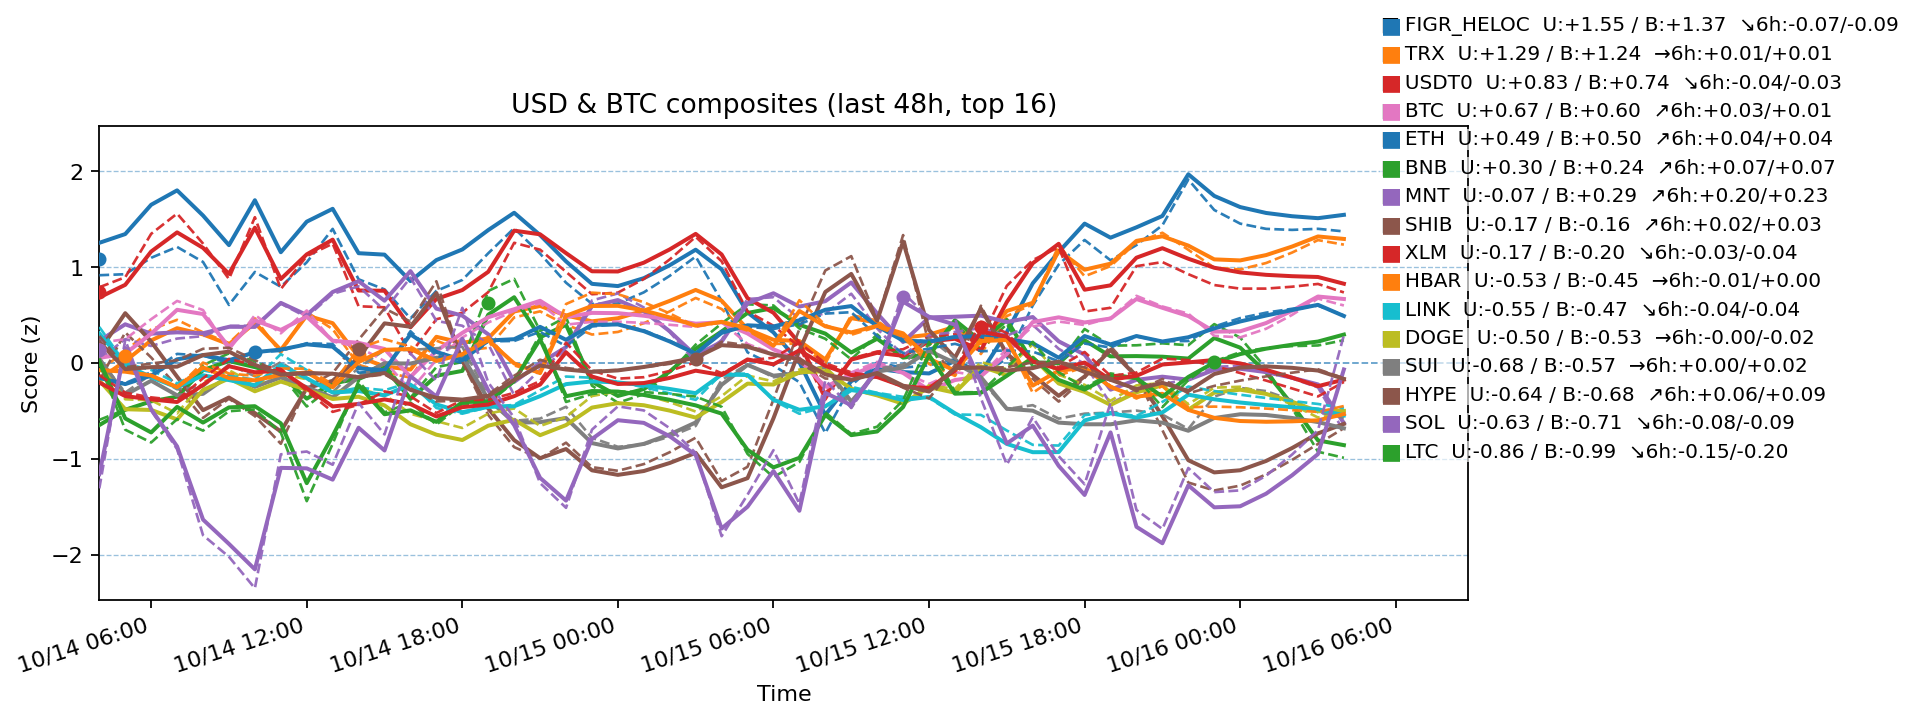 FIGR_HELOC U:+1.55 / B:+1.37 ↘6h:-0.07/-0.09
TRX U:+1.29 / B:+1.24 →6h:+0.01/+0.01
USDT0 U:+0.83 / B:+0.74 ↘6h:-0.04/-0.03
BTC U:+0.67 / B:+0.60 ↗6h:+0.03/+0.01
ETH U:+0.49 / B:+0.50 ↗6h:+0.04/+0.04
BNB U:+0.30 / B:+0.24 ↗6h:+0.07/+0.07
MNT U:-0.07 / B:+0.29 ↗6h:+0.20/+0.23
SHIB U:-0.17 / B:-0.16 ↗6h:+0.02/+0.03
XLM U:-0.17 / B:-0.20 ↘6h:-0.03/-0.04
HBAR U:-0.53 / B:-0.45 →6h:-0.01/+0.00
LINK U:-0.55 / B:-0.47 ↘6h:-0.04/-0.04
DOGE U:-0.50 / B:-0.53 →6h:-0.00/-0.02
SUI U:-0.68 / B:-0.57 →6h:+0.00/+0.02
HYPE U:-0.64 / B:-0.68 ↗6h:+0.06/+0.09
SOL U:-0.63 / B:-0.71 ↘6h:-0.08/-0.09
LTC U:-0.86 / B:-0.99 ↘6h:-0.15/-0.20
USD & BTC composites (last 48h, top 16)
Score (z)
2
1
0
−1
−2
10/14 06:00
10/14 12:00
10/14 18:00
10/15 00:00
10/15 06:00
10/15 12:00
10/15 18:00
10/16 00:00
10/16 06:00
Time